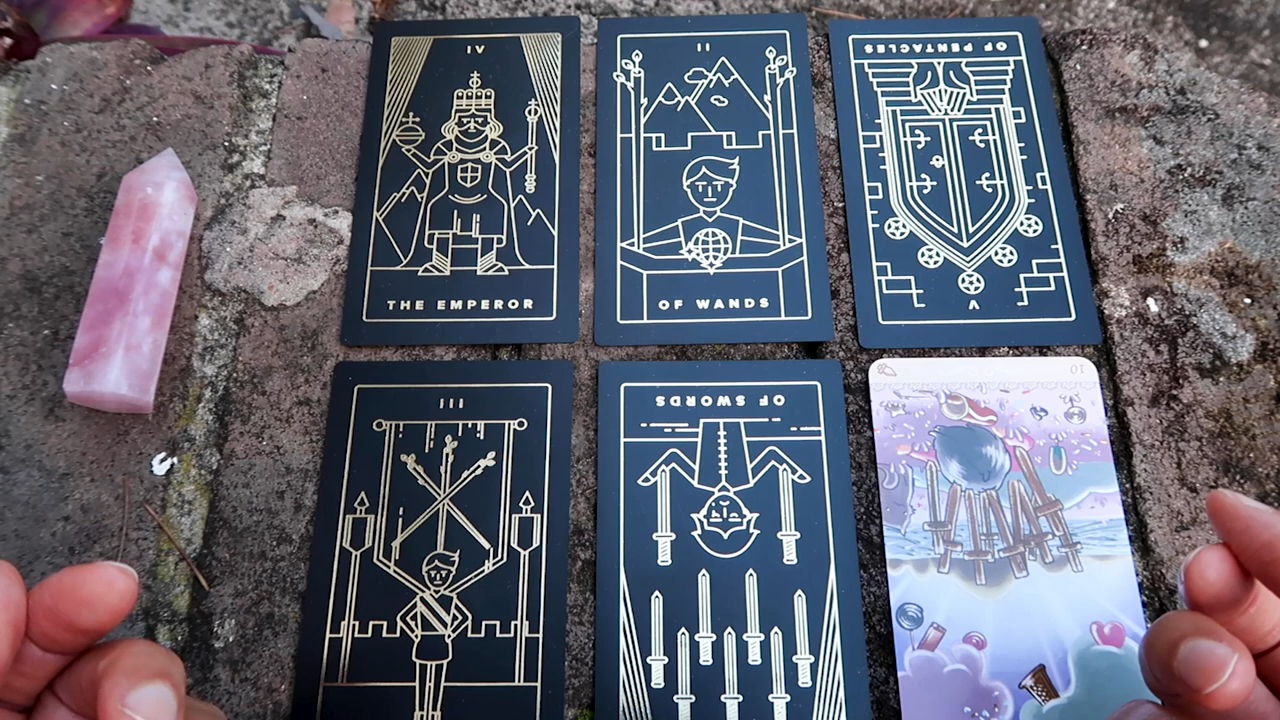 IV
THE EMPEROR
II
OF WANDS
OF PENTACLES
V
III
OF SWORDS
10